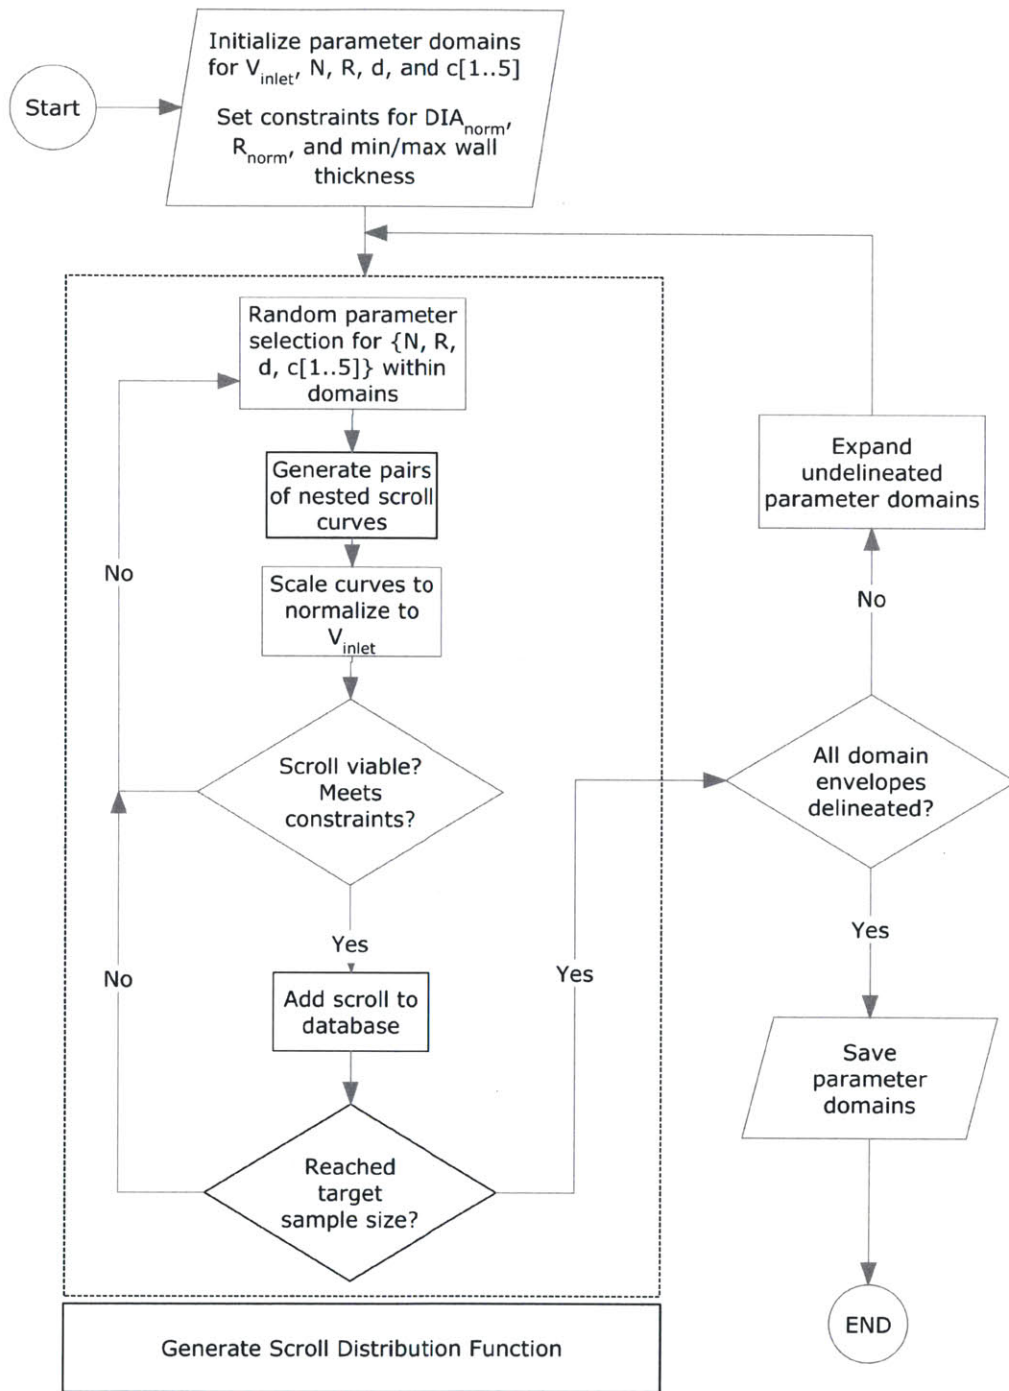 Start
Initialize parameter domains
for V_inlet, N, R, d, and c[1..5]
Set constraints for DIA_norm,
R_norm, and min/max wall
thickness
Random parameter
selection for {N, R,
d, c[1..5]} within
domains
Generate pairs
of nested scroll
curves
Scale curves to
normalize to
V_inlet
Scroll viable?
Meets
constraints?
No
Yes
Add scroll to
database
Reached
target
sample size?
No
Yes
Generate Scroll Distribution Function
Expand
undelineated
parameter domains
No
All domain
envelopes
delineated?
Yes
Save
parameter
domains
END